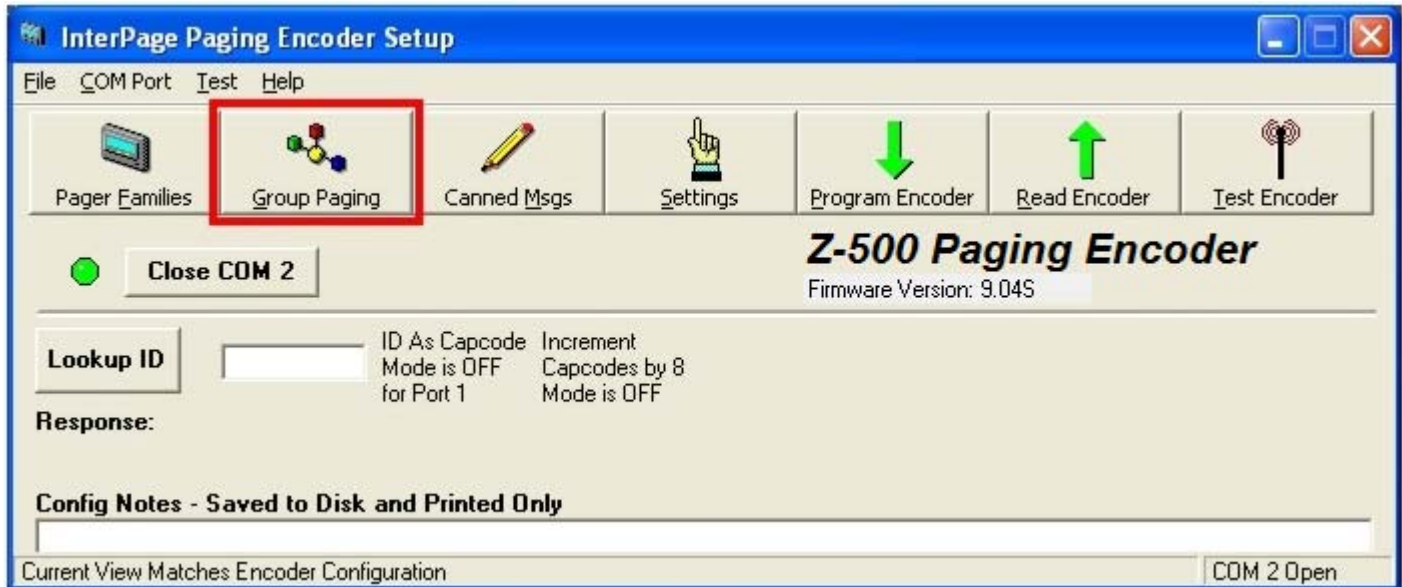 InterPage Paging Encoder Setup
File COM Port Test Help
Pager Families Group Paging Canned Msgs Settings Program Encoder Read Encoder Test Encoder
Close COM 2
Z-500 Paging Encoder
Firmware Version: 9.04S
Lookup ID
ID As Capcode
Mode is OFF
for Port 1
Increment
Capcodes by 8
Mode is OFF
Response:
Config Notes - Saved to Disk and Printed Only
Current View Matches Encoder Configuration
COM 2 Open